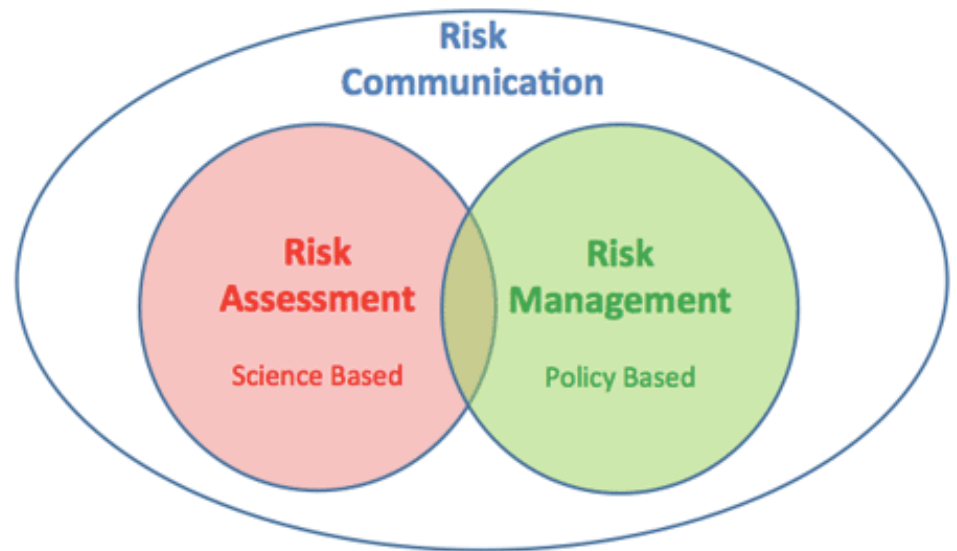 Risk
Communication
Risk
Assessment
Science Based
Risk
Management
Policy Based